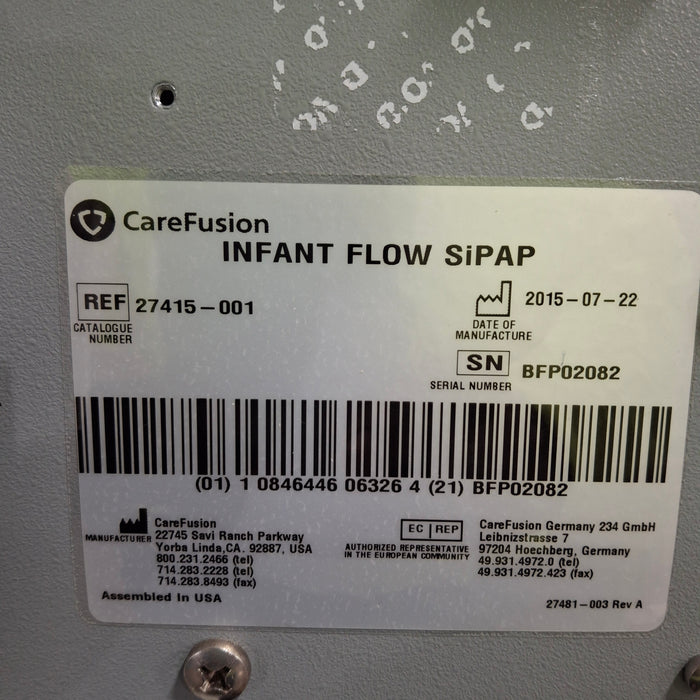 CareFusion
INFANT FLOW SiPAP
REF 27415-001
CATALOGUE
NUMBER
2015-07-22
DATE OF
MANUFACTURE
SN BFP02082
SERIAL NUMBER
(01) 1 0846446 06326 4 (21) BFP02082
MANUFACTURER
CareFusion
22745 Savi Ranch Parkway
Yorba Linda,CA. 92887, USA
800.231.2466 (tel)
714.283.2228 (tel)
714.283.8493 (fax)
Assembled In USA
EC REP
AUTHORIZED REPRESENTATIVE
IN THE EUROPEAN COMMUNITY
CareFusion Germany 234 GmbH
Leibnizstrasse 7
97204 Hoechberg, Germany
49.931.4972.0 (tel)
49.931.4972.423 (fax)
27481-003 Rev A